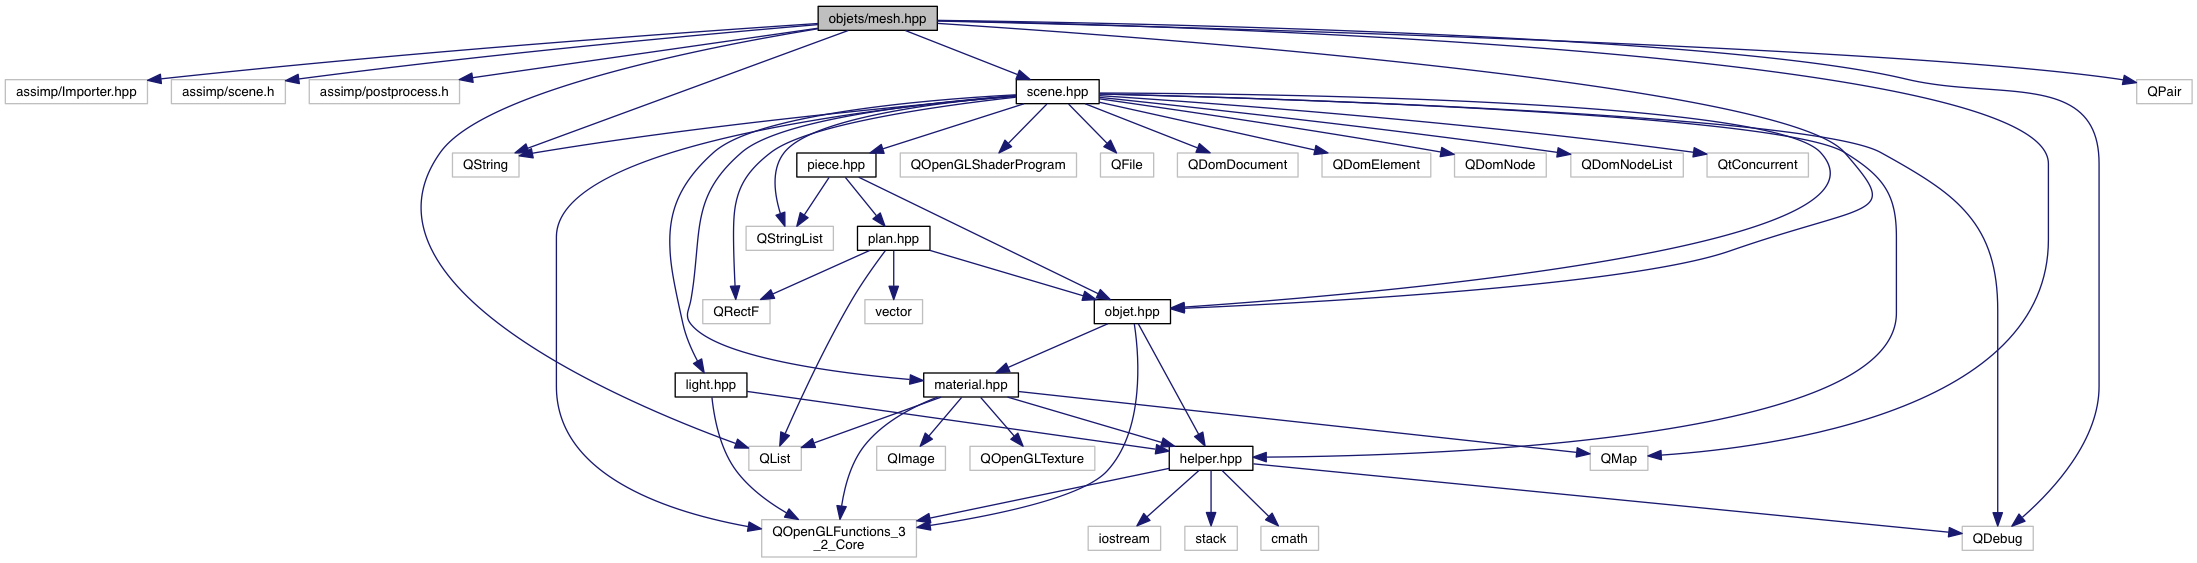 objets/mesh.hpp
assimp/Importer.hpp
assimp/scene.h
assimp/postprocess.h
scene.hpp
QPair
QString
piece.hpp
QOpenGLShaderProgram
QFile
QDomDocument
QDomElement
QDomNode
QDomNodeList
QtConcurrent
QStringList
plan.hpp
QRectF
vector
objet.hpp
light.hpp
material.hpp
QList
QImage
QOpenGLTexture
helper.hpp
QMap
QOpenGLFunctions_3
_2_Core
iostream
stack
cmath
QDebug